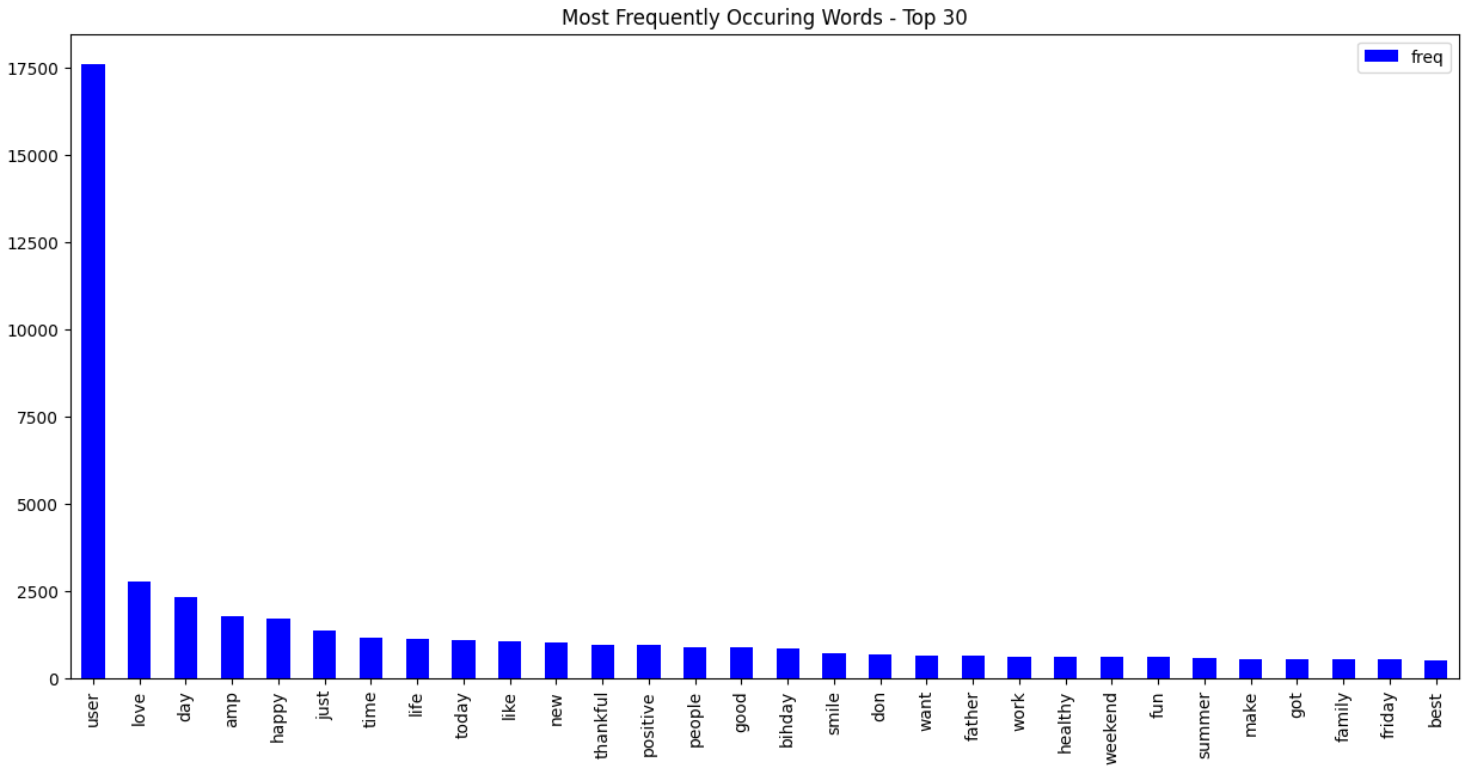 Most Frequently Occuring Words - Top 30
freq
17500
15000
12500
10000
7500
5000
2500
0
user
love
day
amp
happy
just
time
life
today
like
new
thankful
positive
people
good
bihday
smile
don
want
father
work
healthy
weekend
fun
summer
make
got
family
friday
best